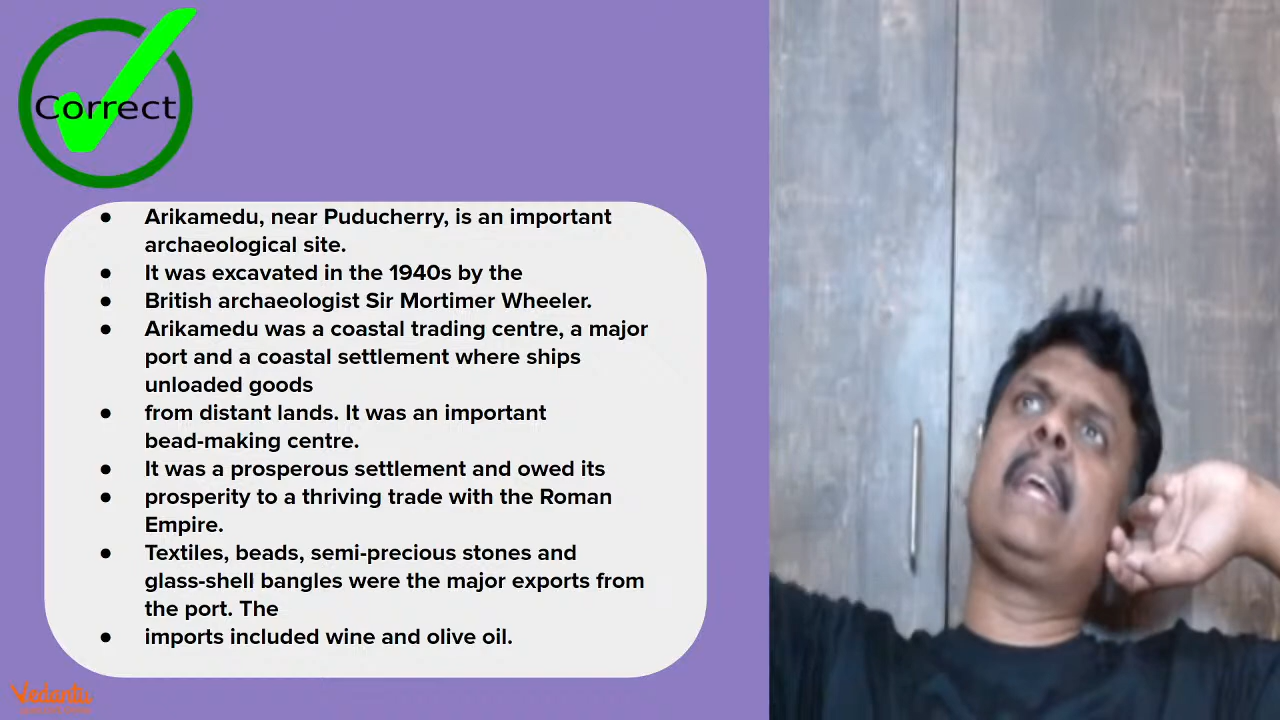 Correct
● Arikamedu, near Puducherry, is an important
archaeological site.
● It was excavated in the 1940s by the
● British archaeologist Sir Mortimer Wheeler.
● Arikamedu was a coastal trading centre, a major
port and a coastal settlement where ships
unloaded goods
● from distant lands. It was an important
bead-making centre.
● It was a prosperous settlement and owed its
● prosperity to a thriving trade with the Roman
Empire.
● Textiles, beads, semi-precious stones and
glass-shell bangles were the major exports from
the port. The
● imports included wine and olive oil.
Vedantu